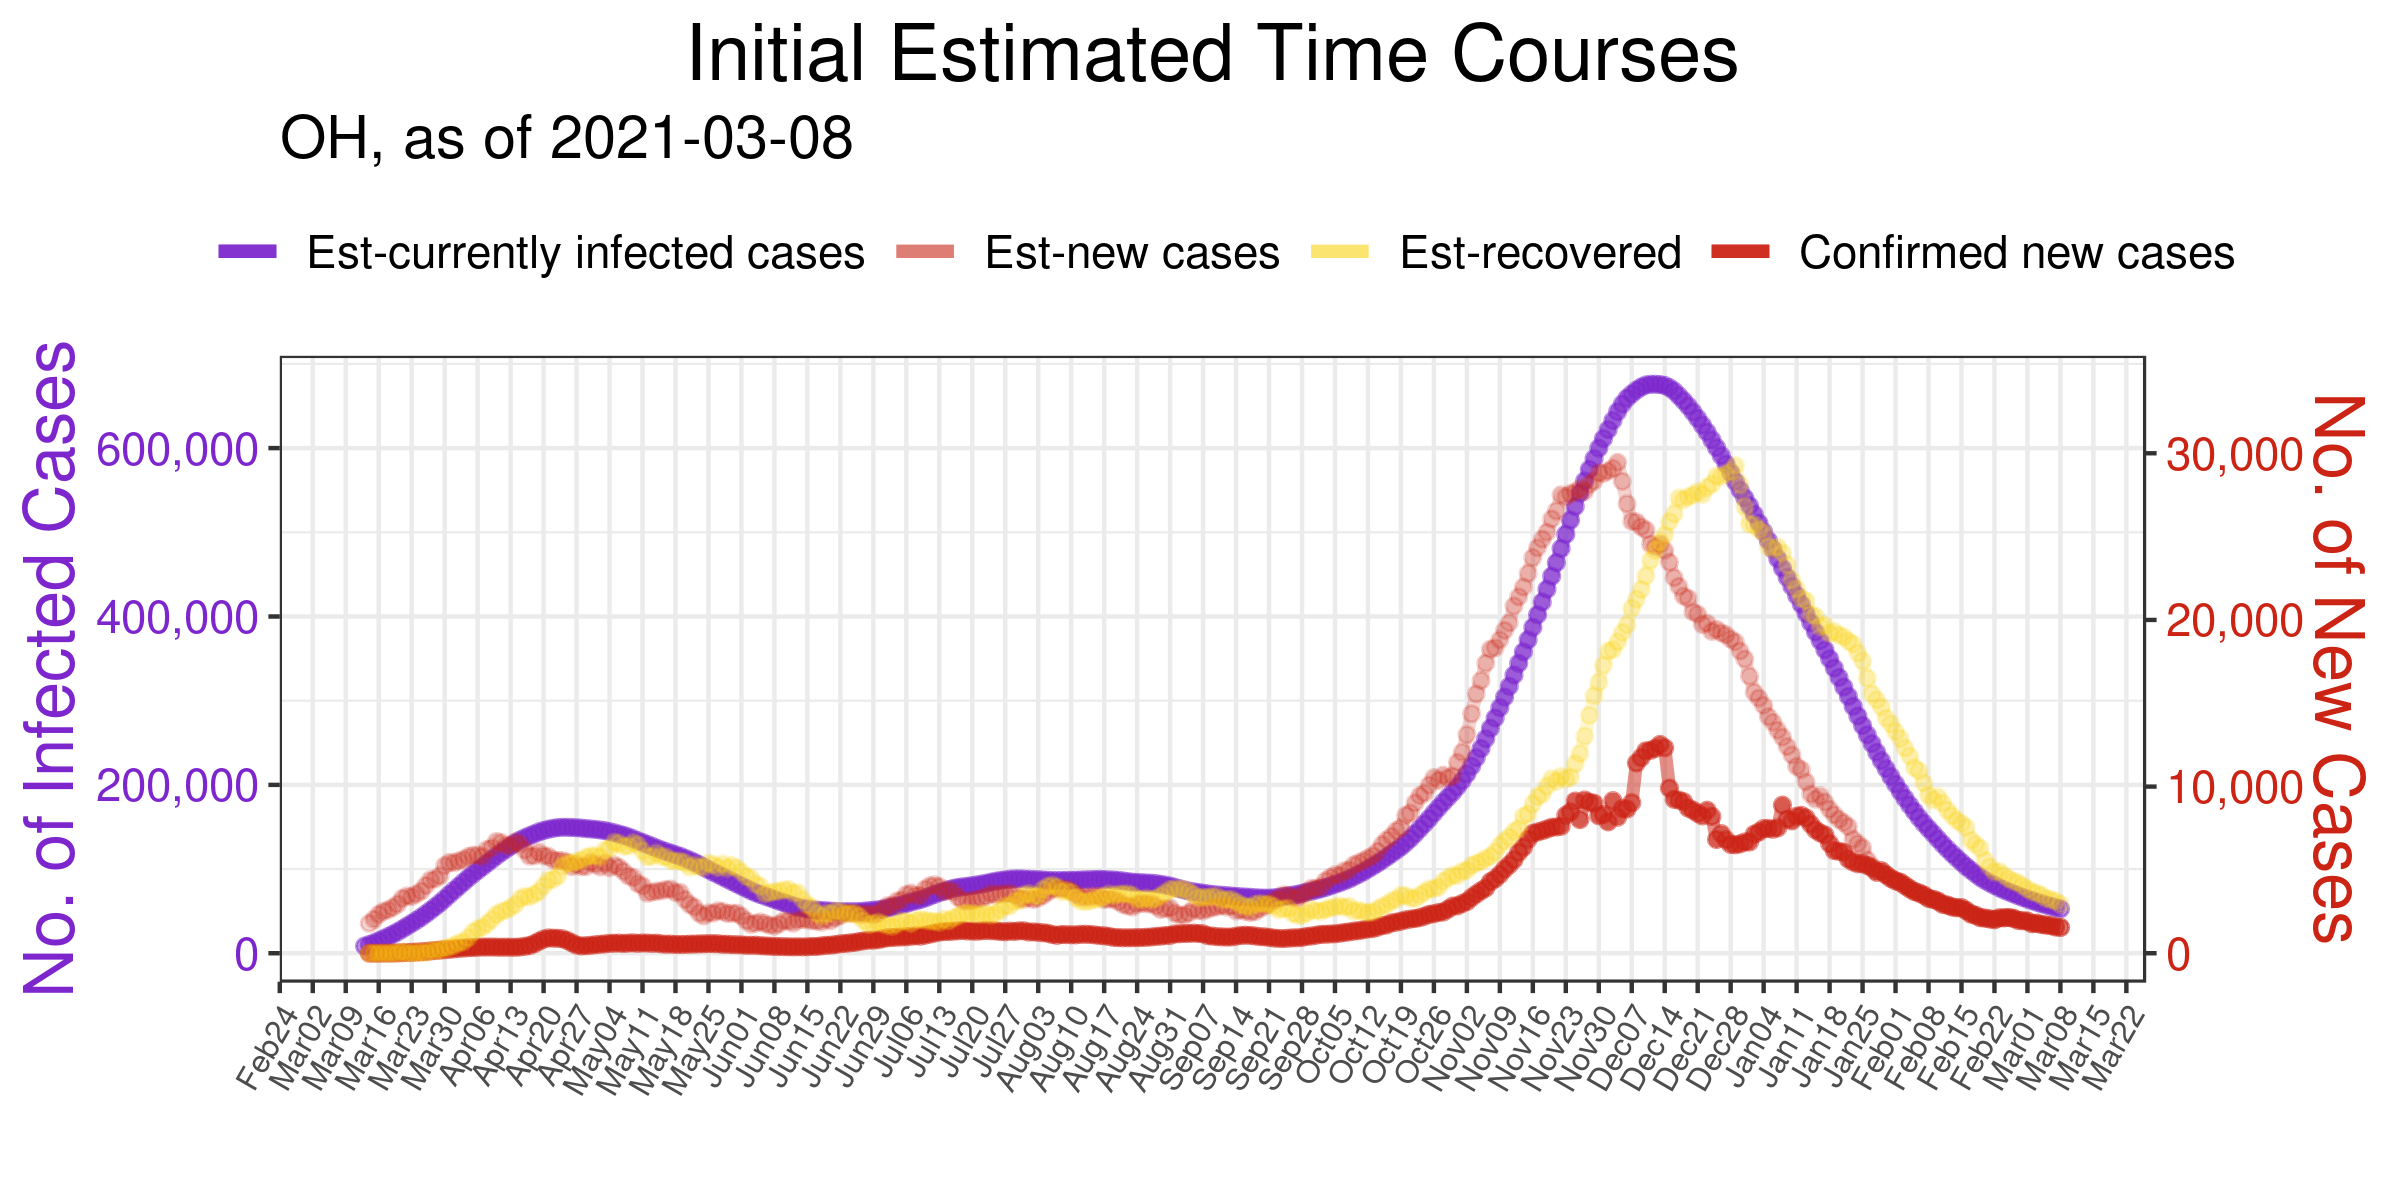 Initial Estimated Time Courses
OH, as of 2021-03-08
Est-currently infected cases Est-new cases Est-recovered Confirmed new cases
No. of Infected Cases
600,000
400,000
200,000
0
30,000
20,000
10,000
0
No. of New Cases
Feb24 Mar02 Mar09 Mar16 Mar23 Mar30 Apr06 Apr13 Apr20 Apr27 May04 May11 May18 May25 Jun01 Jun08 Jun15 Jun22 Jun29 Jul06 Jul13 Jul20 Jul27 Aug03 Aug10 Aug17 Aug24 Aug31 Sep07 Sep14 Sep21 Sep28 Oct05 Oct12 Oct19 Oct26 Nov02 Nov09 Nov16 Nov23 Nov30 Dec07 Dec14 Dec21 Dec28 Jan04 Jan11 Jan18 Jan25 Feb01 Feb08 Feb15 Feb22 Mar01 Mar08 Mar15 Mar22